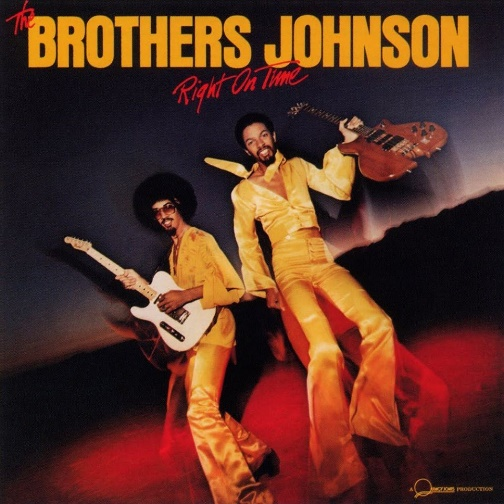 The
BROTHERS JOHNSON
Right On Time
A Quincy Jones PRODUCTION